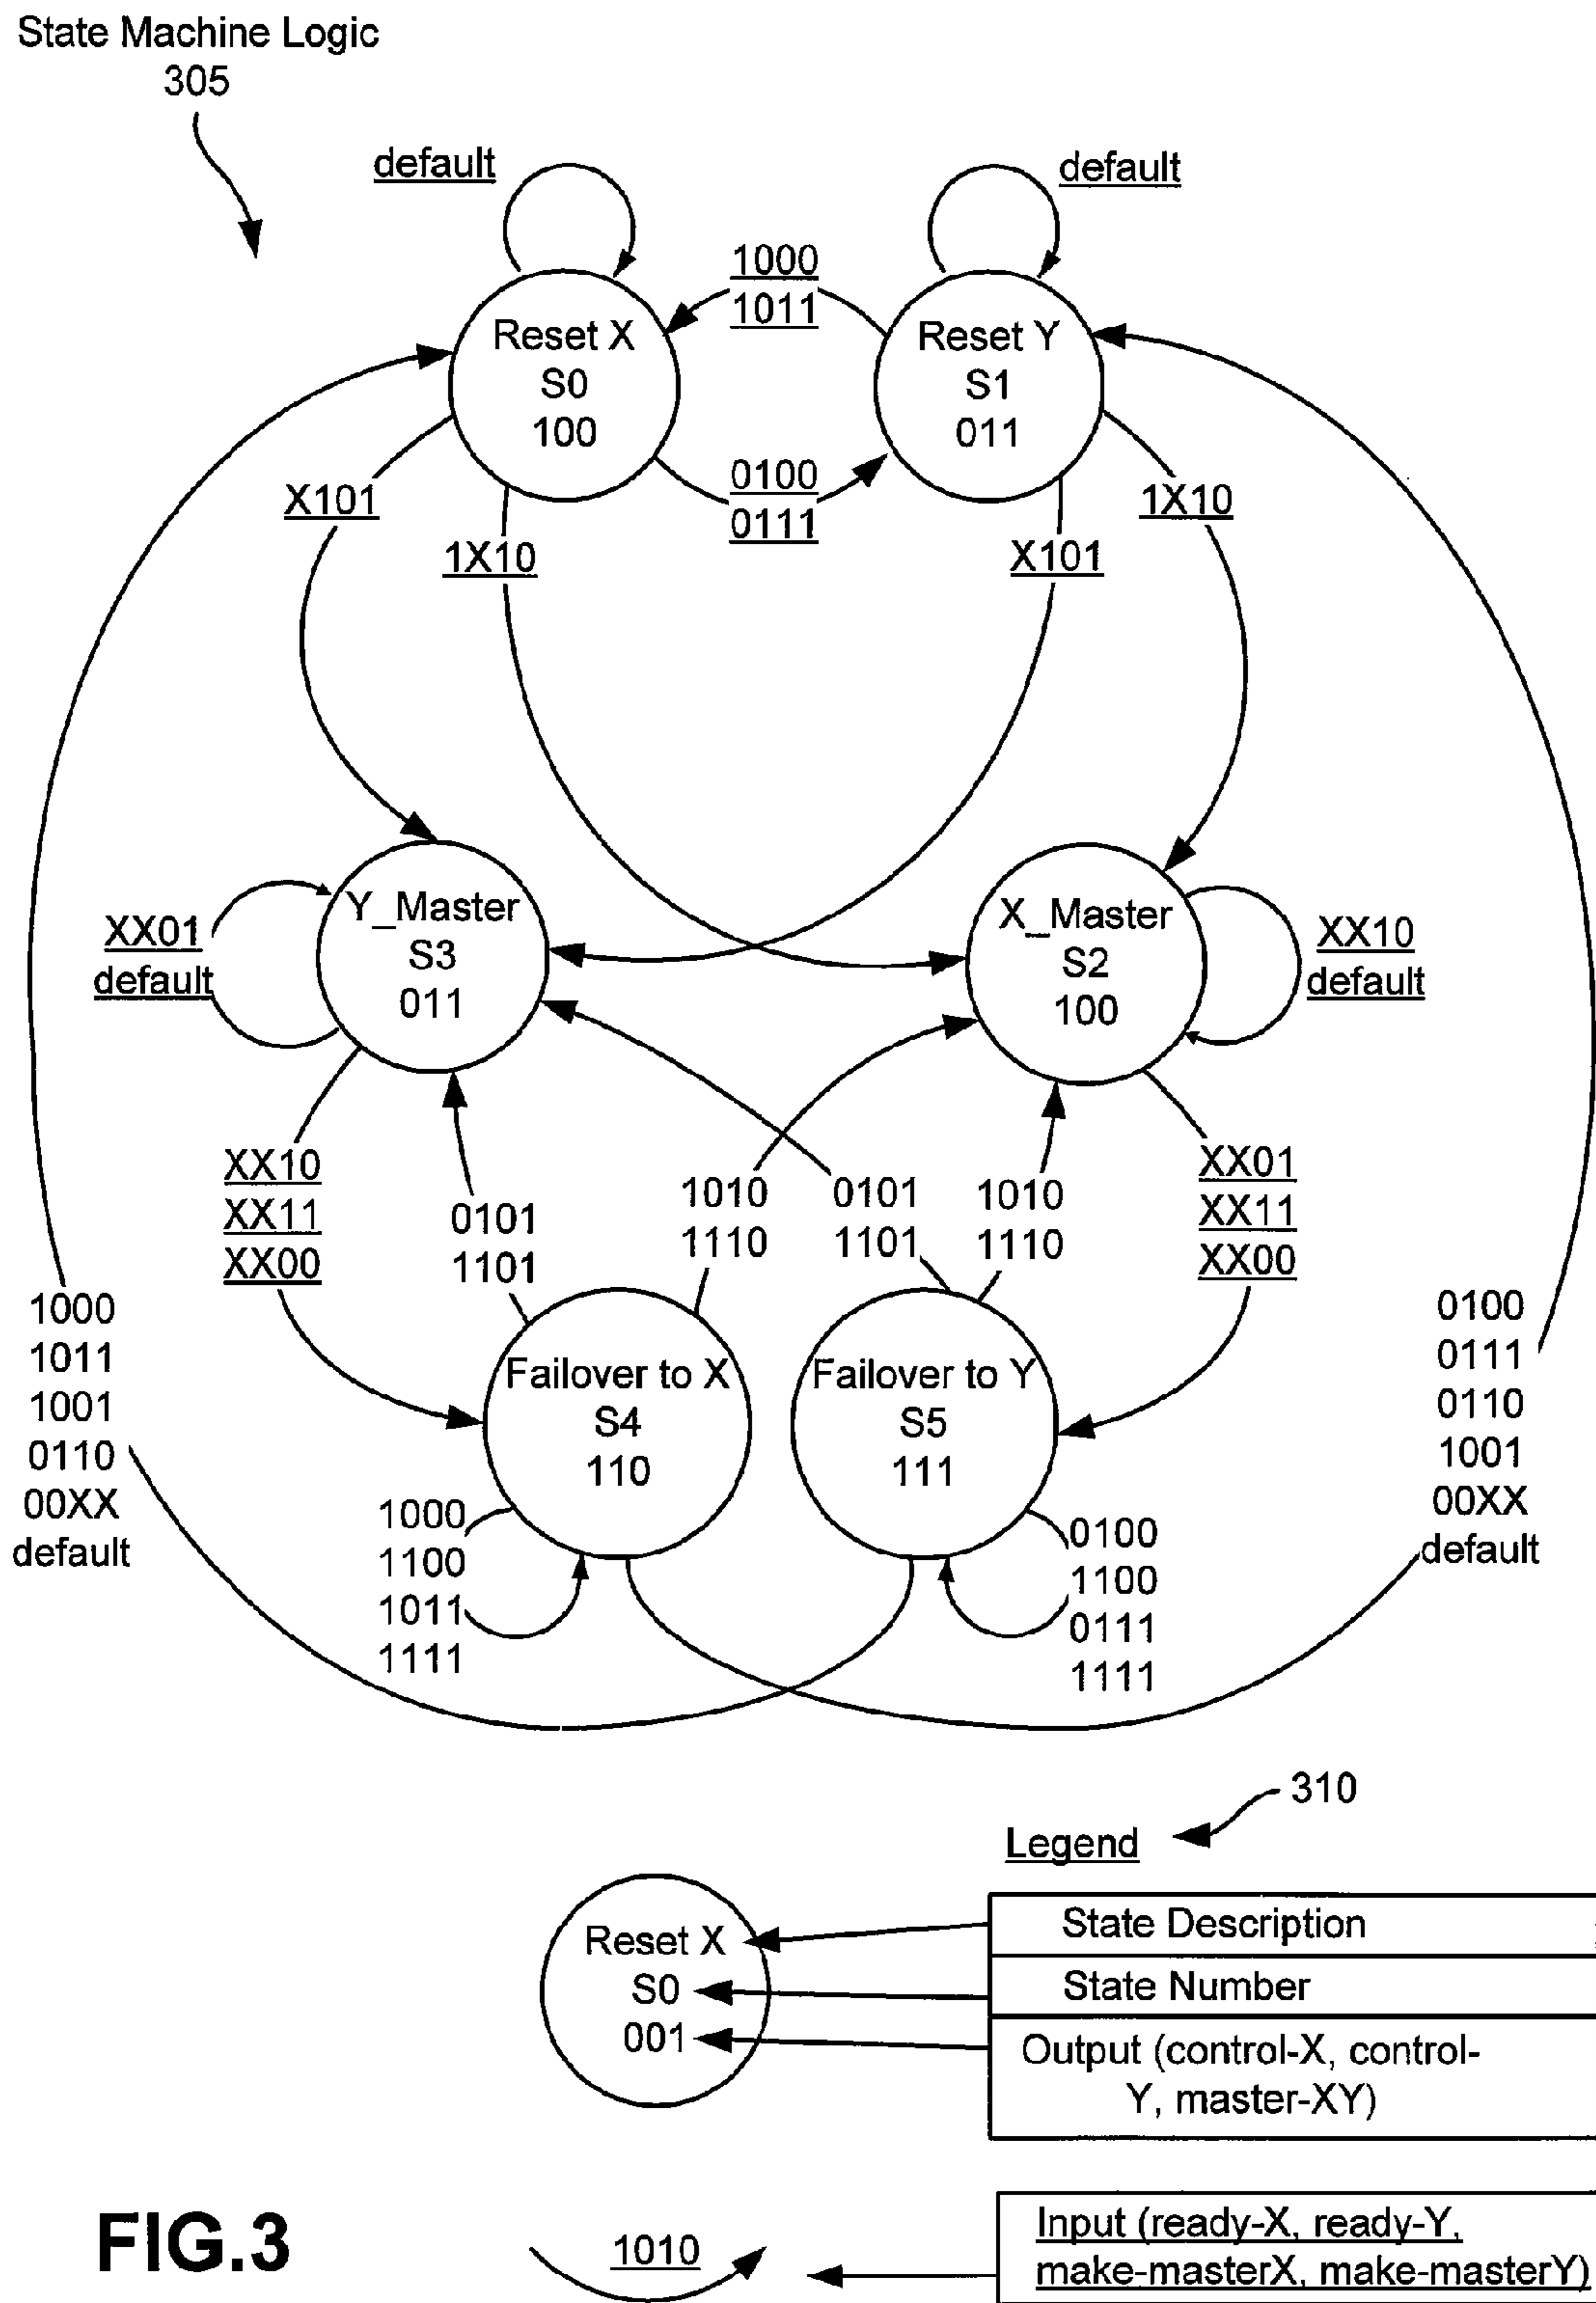 State Machine Logic
305
default
default
1000
1011
Reset X
S0
100
Reset Y
S1
011
0100
0111
X101
1X10
X101
1X10
Y_Master
S3
011
X_Master
S2
100
XX01
default
XX10
default
XX10
XX11
XX00
0101
1101
1010
1110
0101
1101
1010
1110
XX01
XX11
XX00
1000
1011
1001
0110
00XX
default
Failover to X
S4
110
Failover to Y
S5
111
0100
0111
0110
1001
00XX
default
1000
1100
1011
1111
0100
1100
0111
1111
310
Legend
Reset X
S0
001
State Description
State Number
Output (control-X, control-
Y, master-XY)
FIG.3
1010
Input (ready-X, ready-Y,
make-masterX, make-masterY)